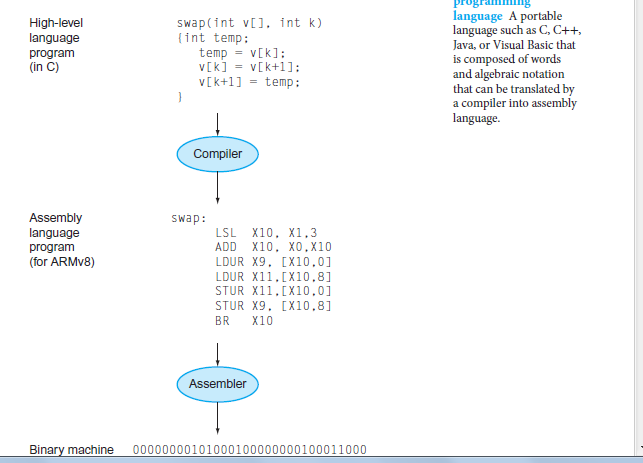 programming
language A portable
language such as C, C++,
Java, or Visual Basic that
is composed of words
and algebraic notation
that can be translated by
a compiler into assembly
language.
High-level
language
program
(in C)
swap(int v[], int k)
{int temp;
temp = v[k];
v[k] = v[k+1];
v[k+1] = temp;
}
Compiler
Assembly
language
program
(for ARMv8)
swap:
LSL X10, X1,3
ADD X10, X0,X10
LDUR X9, [X10,0]
LDUR X11,[X10,8]
STUR X11,[X10,0]
STUR X9, [X10,8]
BR X10
Assembler
Binary machine 00000000101000100000000100011000